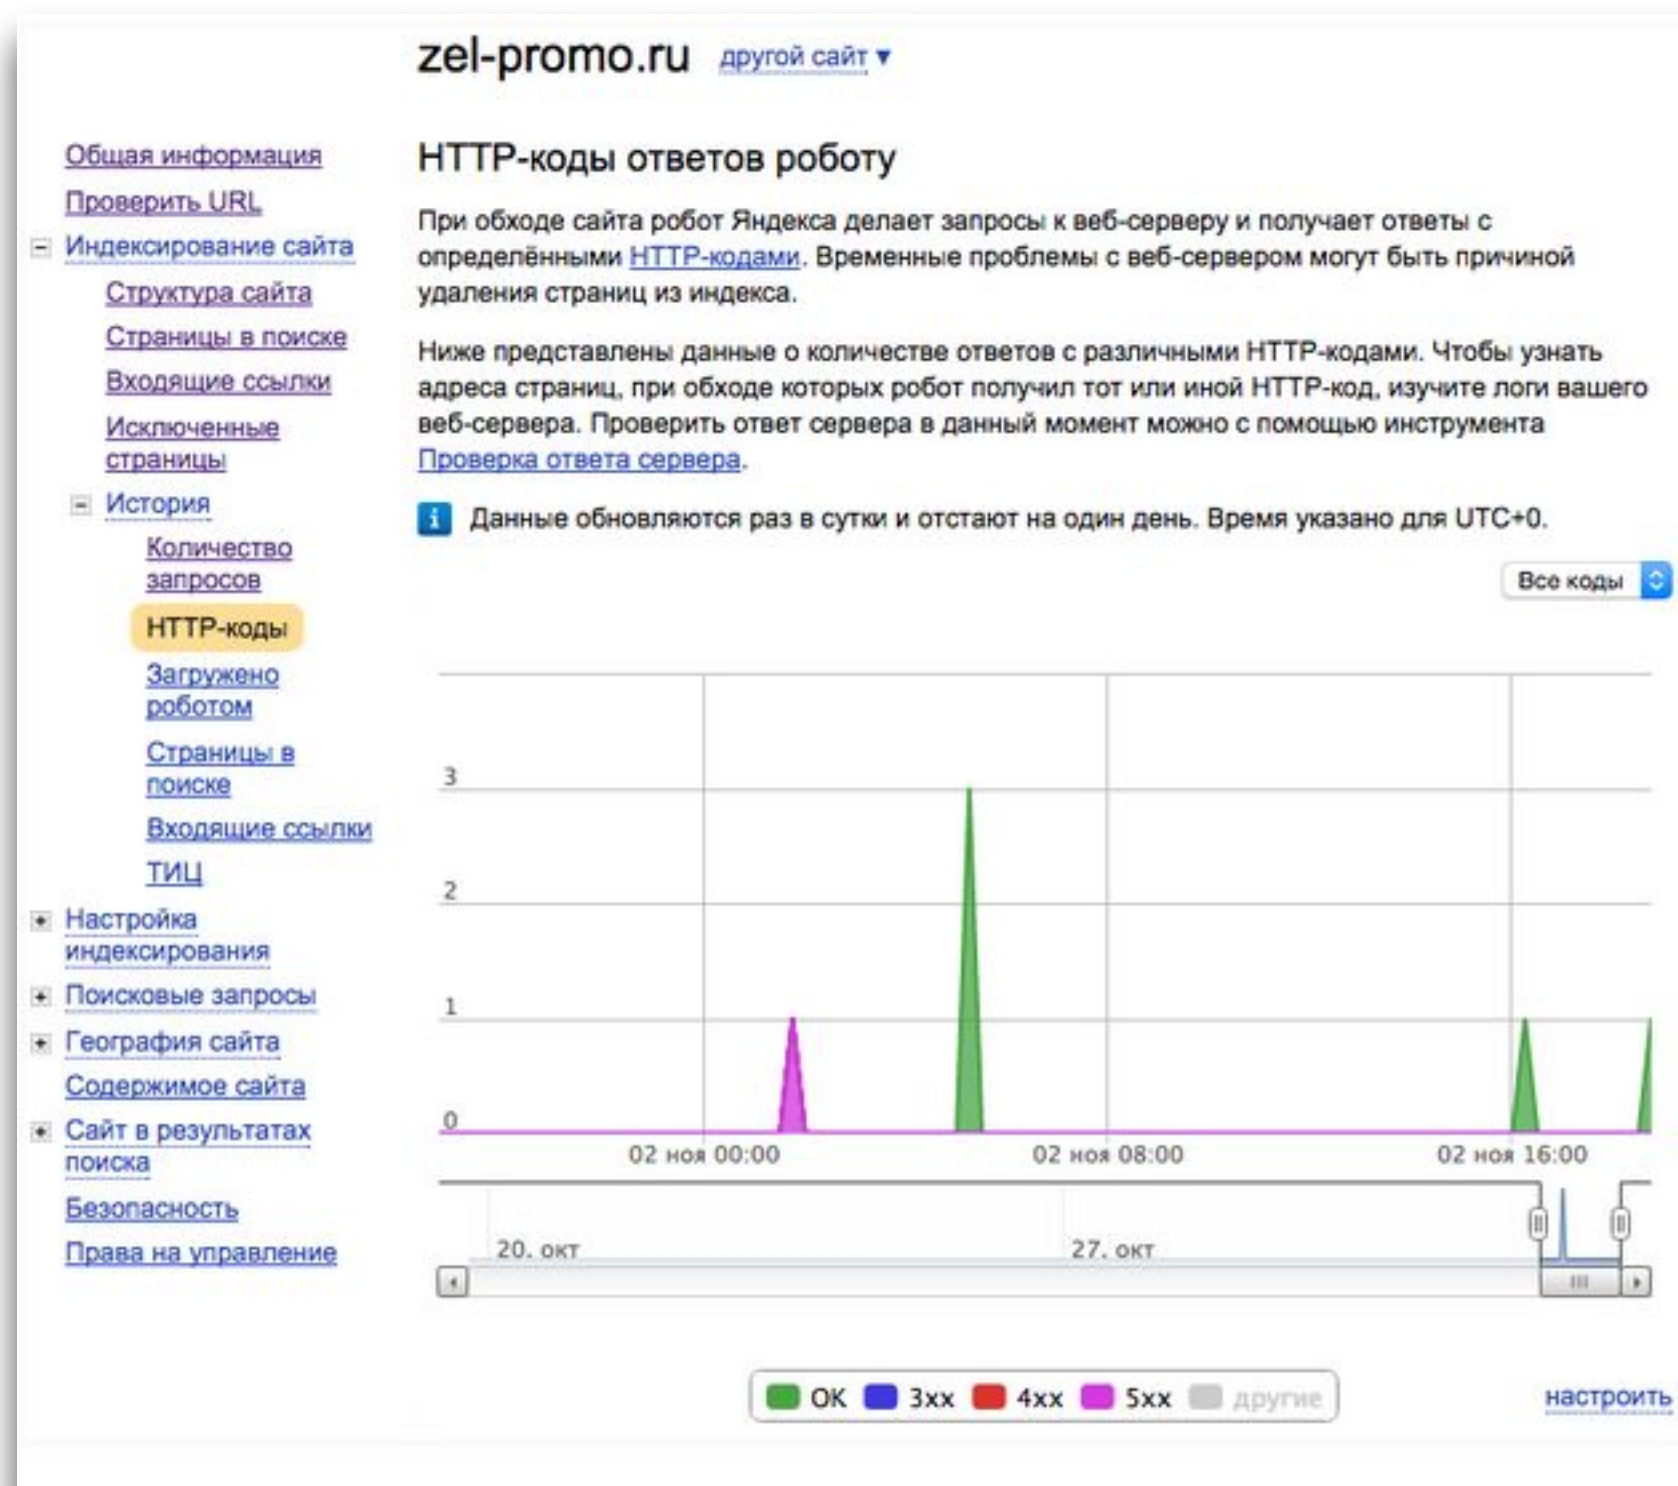 zel-promo.ru другой сайт ▼
Общая информация
Проверить URL
Индексирование сайта
Структура сайта
Страницы в поиске
Входящие ссылки
Исключенные
страницы
История
Количество
запросов
HTTP-коды
Загружено
роботом
Страницы в
поиске
Входящие ссылки
ТИЦ
Настройка
индексирования
Поисковые запросы
География сайта
Содержимое сайта
Сайт в результатах
поиска
Безопасность
Права на управление
HTTP-коды ответов роботу
При обходе сайта робот Яндекса делает запросы к веб-серверу и получает ответы с
определёнными HTTP-кодами. Временные проблемы с веб-сервером могут быть причиной
удаления страниц из индекса.
Ниже представлены данные о количестве ответов с различными HTTP-кодами. Чтобы узнать
адреса страниц, при обходе которых робот получил тот или иной HTTP-код, изучите логи вашего
веб-сервера. Проверить ответ сервера в данный момент можно с помощью инструмента
Проверка ответа сервера.
i Данные обновляются раз в сутки и отстают на один день. Время указано для UTC+0.
Все коды
3
2
1
0
02 ноя 00:00 02 ноя 08:00 02 ноя 16:00
20. окт 27. окт
OK 3xx 4xx 5xx другие
настроить